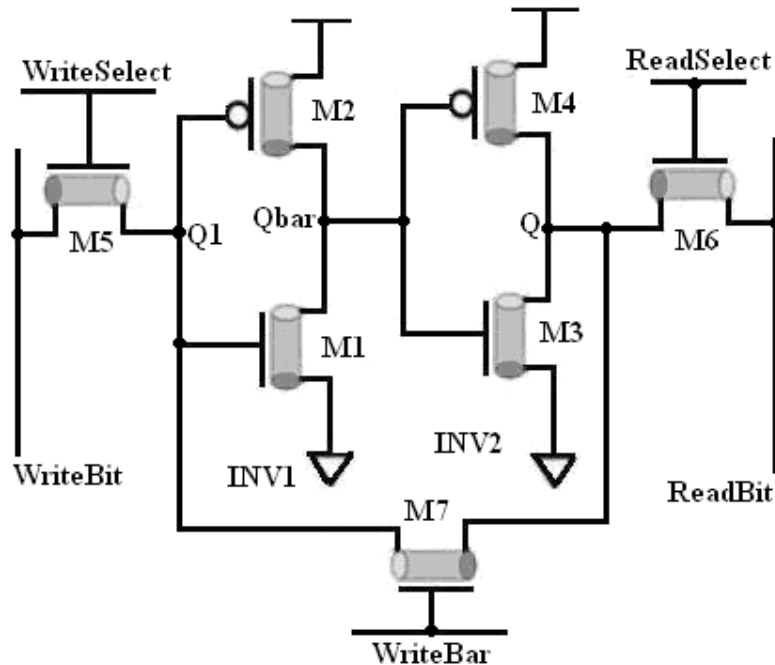 WriteSelect
ReadSelect
M2
M4
M5
Q1
Qbar
Q
M6
M1
M3
WriteBit
INV1
INV2
ReadBit
M7
WriteBar